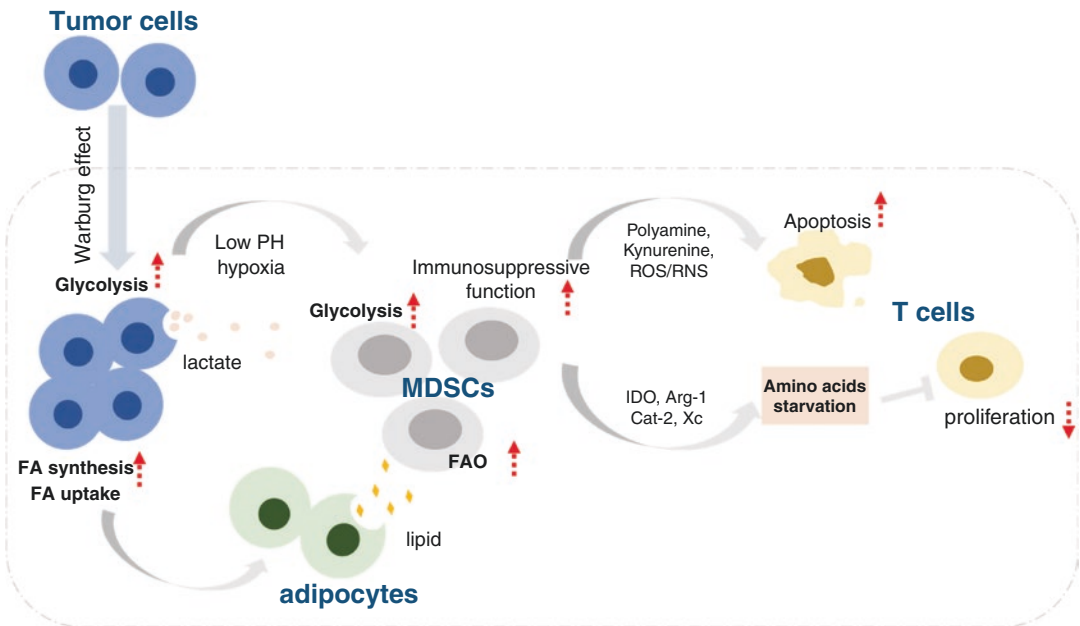 Tumor cells
Warburg effect
Glycolysis
Low PH
hypoxia
lactate
FA synthesis
FA uptake
adipocytes
lipid
Glycolysis
Immunosuppressive
function
MDSCs
FAO
Polyamine,
Kynurenine,
ROS/RNS
IDO, Arg-1
Cat-2, Xc
Apoptosis
T cells
Amino acids
starvation
proliferation